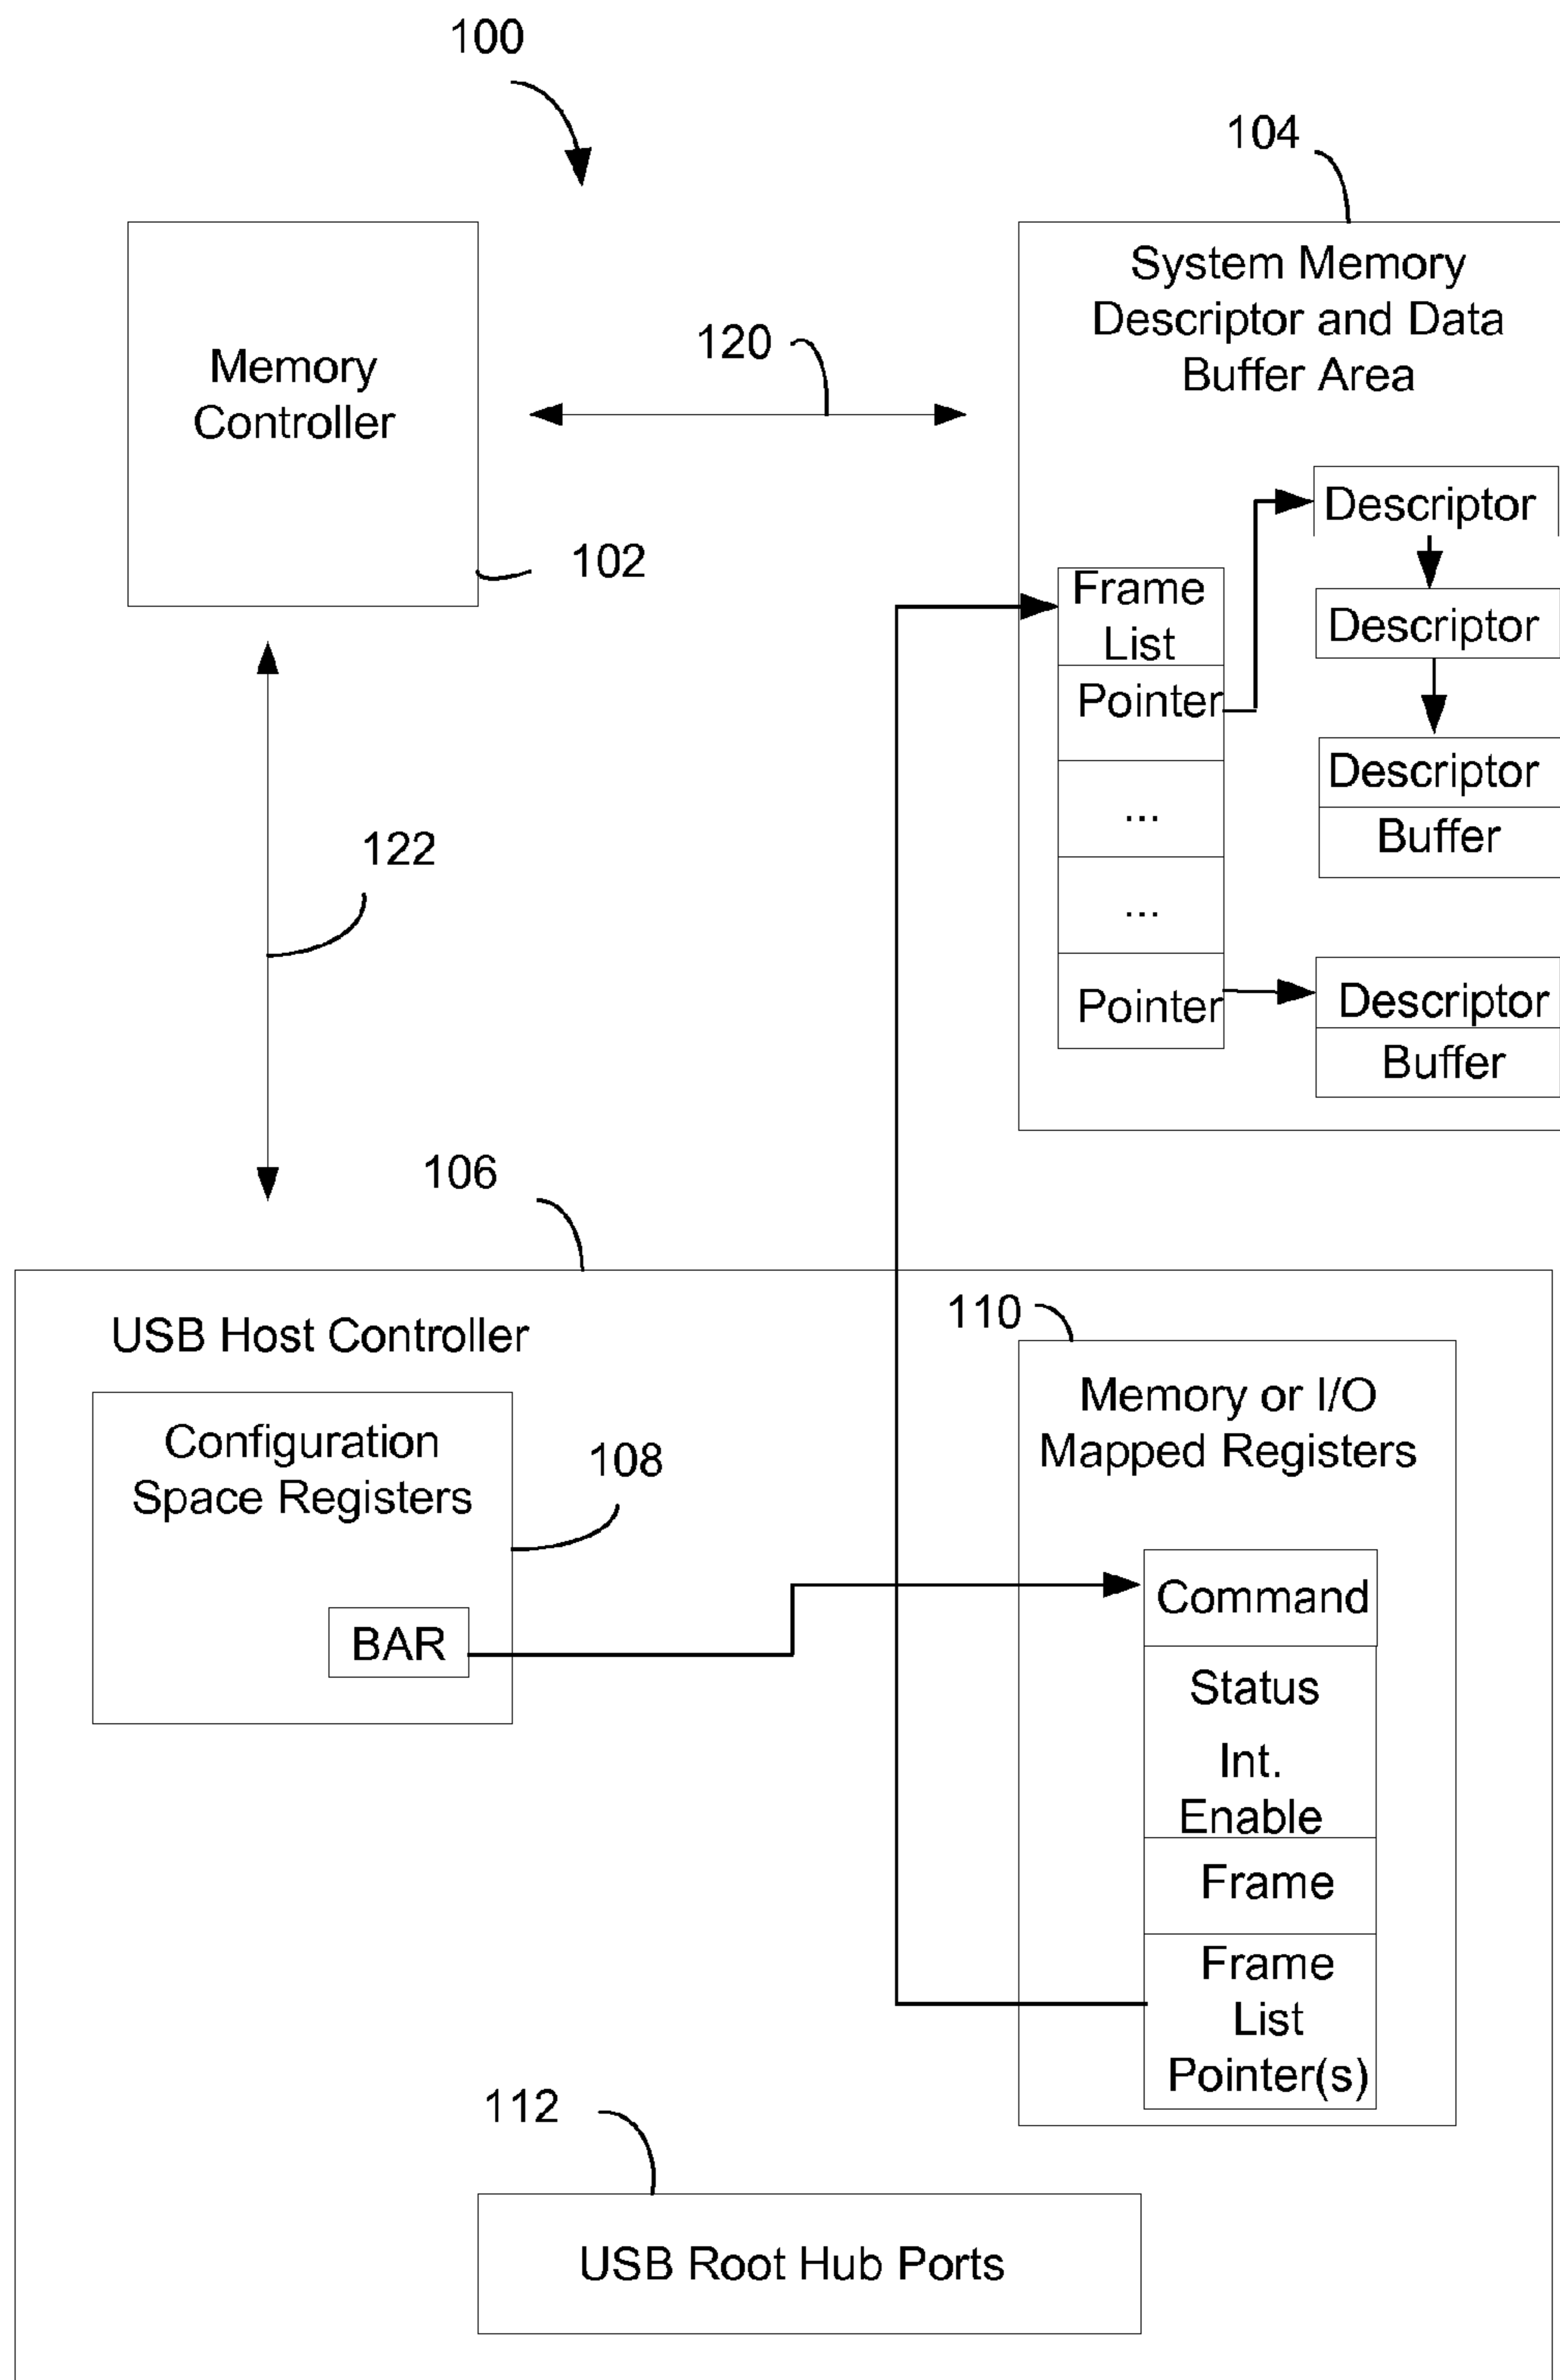 100
104
System Memory
Descriptor and Data
Buffer Area
Memory
Controller
120
102
Descriptor
Frame
List
Descriptor
Pointer
Descriptor
...
Buffer
122
...
Pointer
Descriptor
Buffer
106
USB Host Controller
110
Configuration
Space Registers
108
BAR
Memory or I/O
Mapped Registers
Command
Status
Int.
Enable
Frame
Frame
List
Pointer(s)
112
USB Root Hub Ports